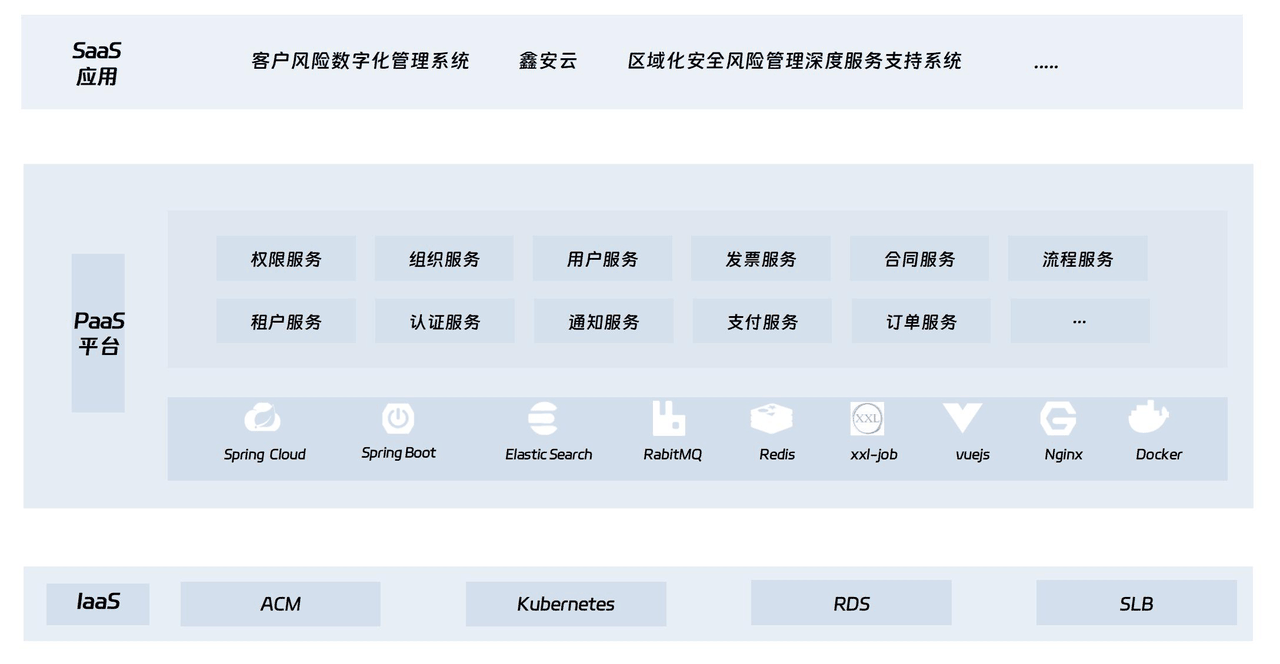 SaaS
应用
客户风险数字化管理系统 鑫安云 区域化安全风险管理深度服务支持系统 .....
PaaS
平台
权限服务 组织服务 用户服务 发票服务 合同服务 流程服务
租户服务 认证服务 通知服务 支付服务 订单服务 ...
XXL
Spring Cloud Spring Boot Elastic Search RabitMQ Redis xxl-job vuejs Nginx Docker
IaaS ACM Kubernetes RDS SLB